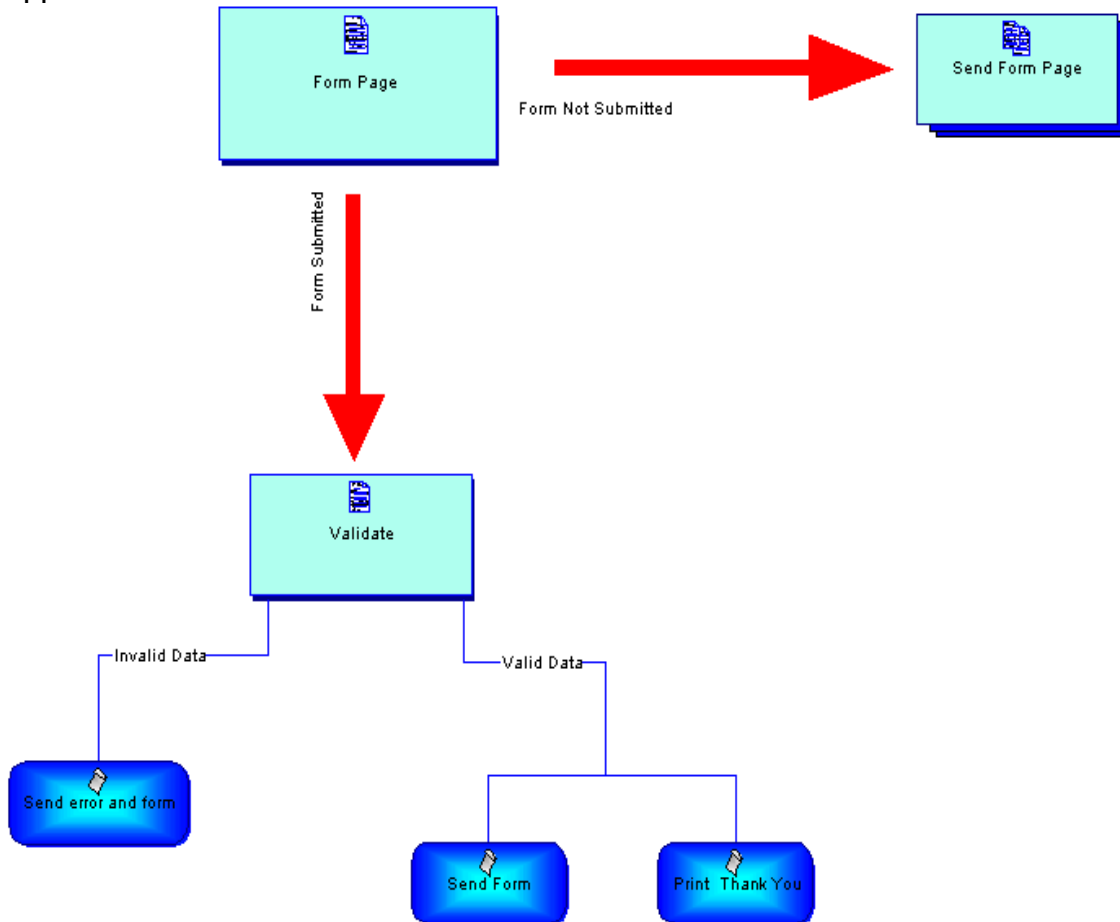 Form Page
Send Form Page
Form Not Submitted
Form Submitted
Validate
Invalid Data
Valid Data
Send error and form
Send Form
Print Thank You